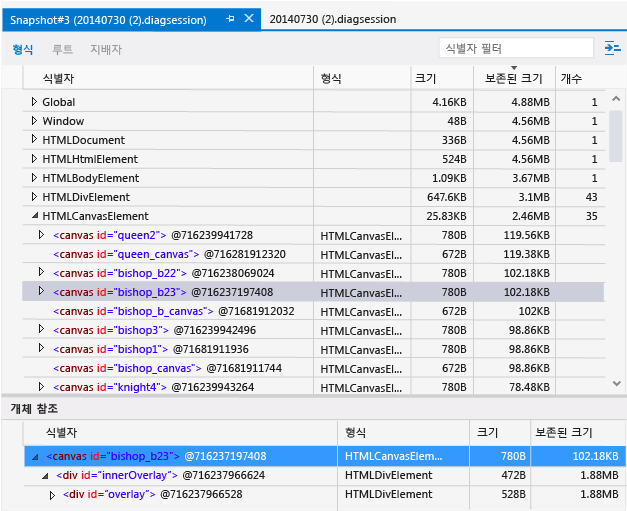 Snapshot#3 (20140730 (2).diagsession) 20140730 (2).diagsession
형식 루트 지배자 식별자 필터
식별자 형식 크기 보존된 크기 개수
Global 4.16KB 4.88MB 1
Window 48B 4.56MB 1
HTMLDocument 336B 4.56MB 1
HTMLHtmlElement 524B 4.56MB 1
HTMLBodyElement 1.09KB 3.67MB 1
HTMLDivElement 647.6KB 3.1MB 43
HTMLCanvasElement 25.83KB 2.46MB 35
<canvas id="queen2"> @716239941728 HTMLCanvasEl... 780B 119.56KB
<canvas id="queen_canvas"> @716281912320 HTMLCanvasEl... 672B 119.38KB
<canvas id="bishop_b22"> @716238069024 HTMLCanvasEl... 780B 102.18KB
<canvas id="bishop_b23"> @716237197408 HTMLCanvasEl... 780B 102.18KB
<canvas id="bishop_b_canvas"> @71681912032 HTMLCanvasEl... 672B 102KB
<canvas id="bishop3"> @716239942496 HTMLCanvasEl... 780B 98.86KB
<canvas id="bishop1"> @71681911936 HTMLCanvasEl... 780B 98.86KB
<canvas id="bishop_canvas"> @71681911744 HTMLCanvasEl... 672B 98.86KB
<canvas id="knight4"> @716239943264 HTMLCanvasEl... 780B 78.48KB
개체 참조
식별자 형식 크기 보존된 크기
<canvas id="bishop_b23"> @716237197408 HTMLCanvasElem... 780B 102.18KB
<div id="innerOverlay"> @716237966624 HTMLDivElement 472B 1.88MB
<div id="overlay"> @716237966528 HTMLDivElement 528B 1.88MB